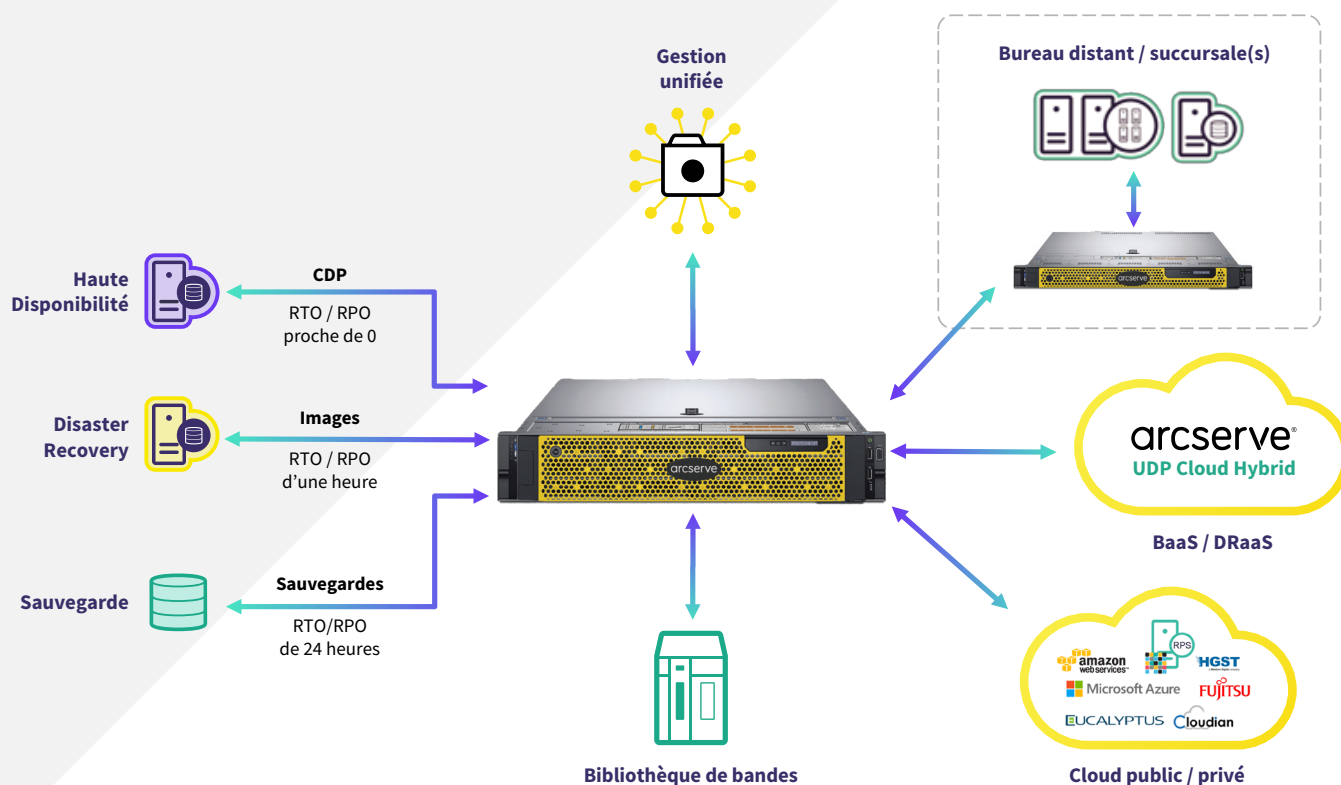 Gestion
unifiée
Bureau distant / succursale(s)
arcserve
Haute
Disponibilité
CDP
RTO / RPO
proche de 0
Disaster
Recovery
Images
RTO / RPO
d’une heure
arcserve
arcserve®
UDP Cloud Hybrid
BaaS / DRaaS
Sauvegarde
Sauvegardes
RTO/RPO
de 24 heures
Bibliothèque de bandes
RPS
amazon
webservices™
HGST
Microsoft Azure
FUJITSU
EUCALYPTUS
Cloudian
Cloud public / privé